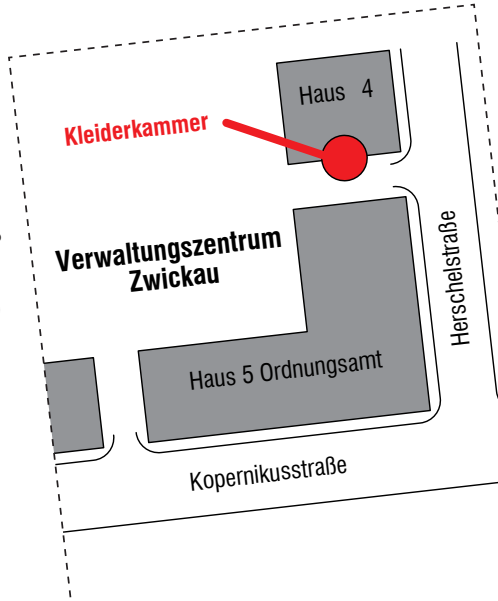 Haus 4
Kleiderkammer
Verwaltungszentrum
Zwickau
Herschelstraße
Haus 5 Ordnungsamt
Kopernikusstraße